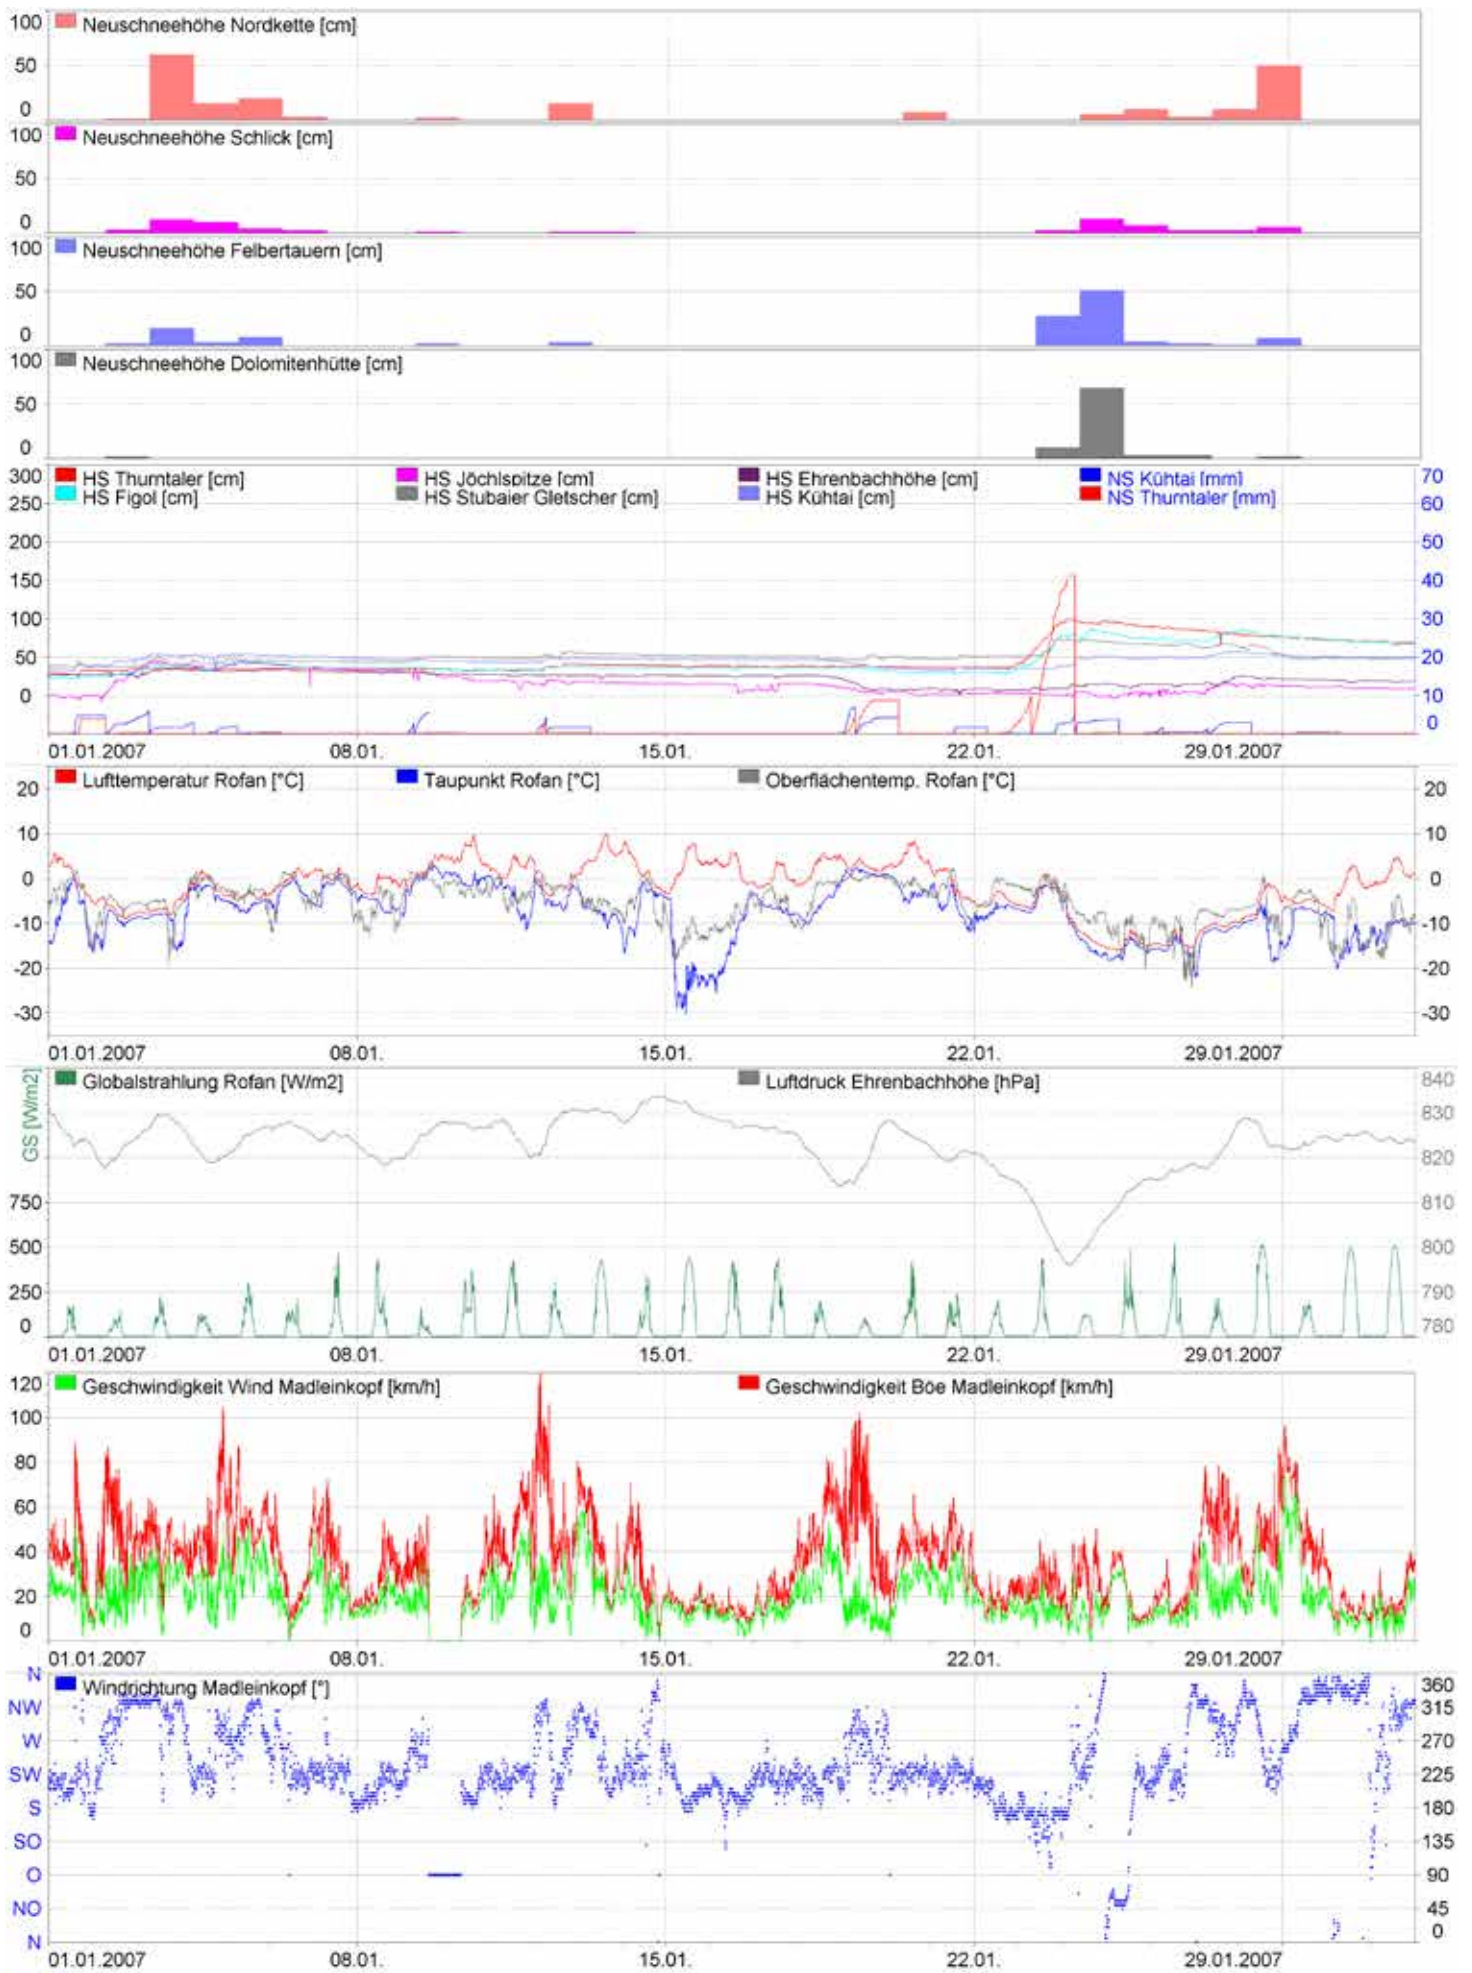 100
Neuschneehöhe Nordkette [cm]
50
0
100
Neuschneehöhe Schlick [cm]
50
0
100
Neuschneehöhe Felbertauern [cm]
50
0
100
Neuschneehöhe Dolomitenhütte [cm]
50
0
300 HS Thurntaler [cm] HS Jöchlspitze [cm] HS Ehrenbachhöhe [cm] NS Kühtai [mm] 70
HS Figol [cm] HS Stubaier Gletscher [cm] HS Kühtai [cm] NS Thurntaler [mm]
250 60
200 50
150 40
100 30
50 20
0 10
0
01.01.2007 08.01. 15.01. 22.01. 29.01.2007
Lufttemperatur Rofan [°C] Taupunkt Rofan [°C] Oberflächentemp. Rofan [°C]
20 20
10 10
0 0
-10 -10
-20 -20
-30 -30
01.01.2007 08.01. 15.01. 22.01. 29.01.2007
GS [W/m2]
Globalstrahlung Rofan [W/m2] Luftdruck Ehrenbachhöhe [hPa] 840
830
820
750 810
500 800
250 790
0 780
01.01.2007 08.01. 15.01. 22.01. 29.01.2007
120 Geschwindigkeit Wind Madleinkopf [km/h] Geschwindigkeit Böe Madleinkopf [km/h]
100
80
60
40
20
0
01.01.2007 08.01. 15.01. 22.01. 29.01.2007
N Windrichtung Madleinkopf [°] 360
NW 315
W 270
SW 225
S 180
SO 135
O 90
NO 45
N 0
01.01.2007 08.01. 15.01. 22.01. 29.01.2007